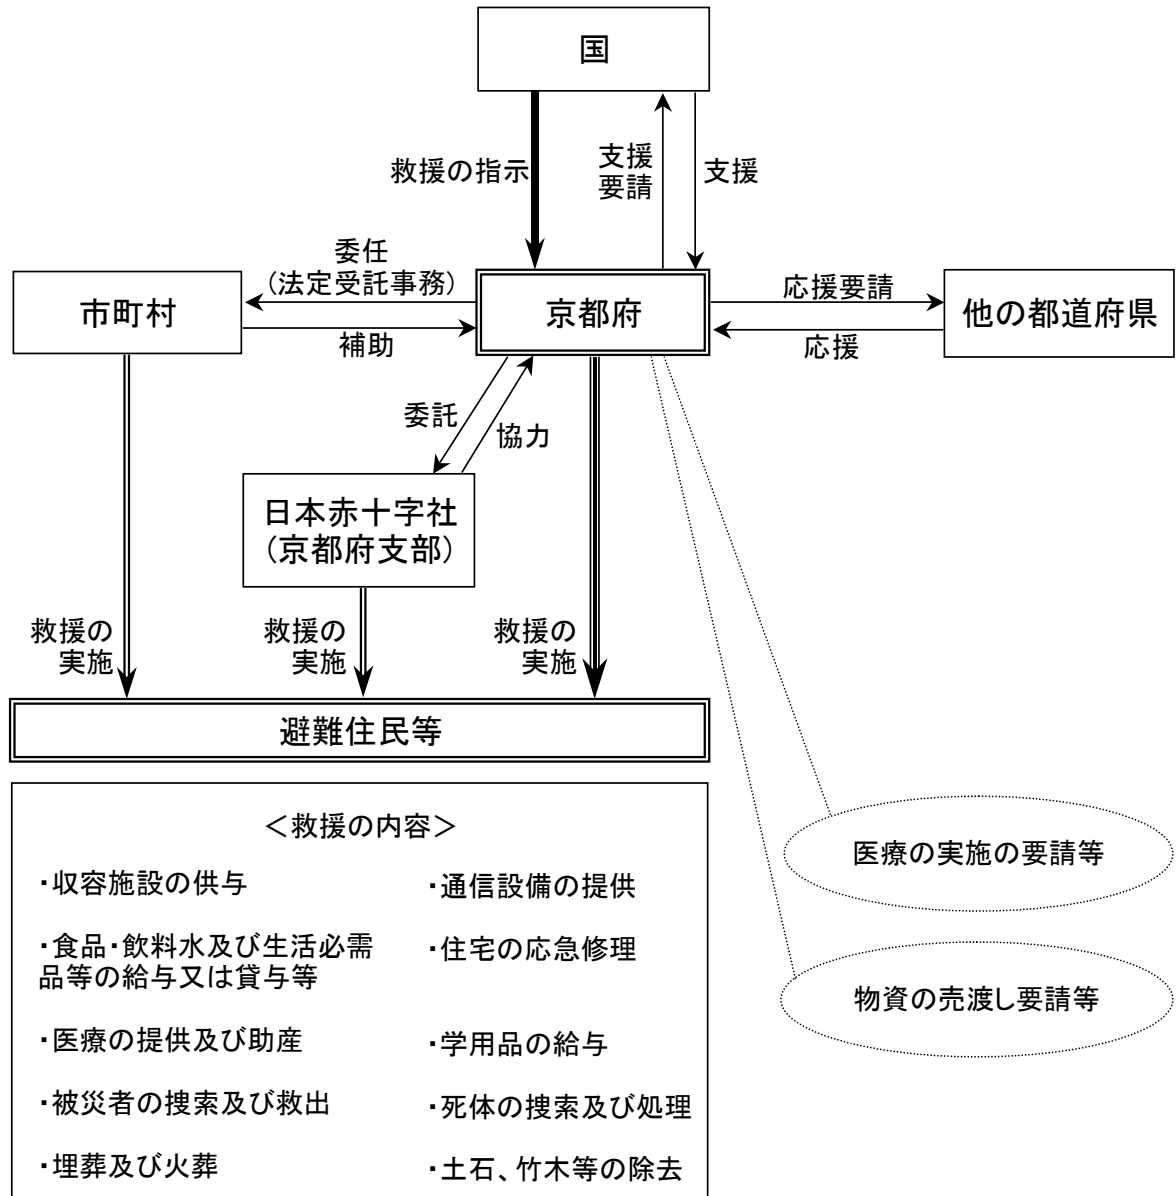 国
救援の指示
支援
要請
支援
委任
(法定受託事務)
市町村
京都府
応援要請
他の都道府県
補助
応援
委託
協力
日本赤十字社
(京都府支部)
救援の
実施
救援の
実施
救援の
実施
避難住民等
＜救援の内容＞
・収容施設の供与
・通信設備の提供
・食品・飲料水及び生活必需
品等の給与又は貸与等
・住宅の応急修理
・医療の提供及び助産
・学用品の給与
・被災者の捜索及び救出
・死体の捜索及び処理
・埋葬及び火葬
・土石、竹木等の除去
医療の実施の要請等
物資の売渡し要請等